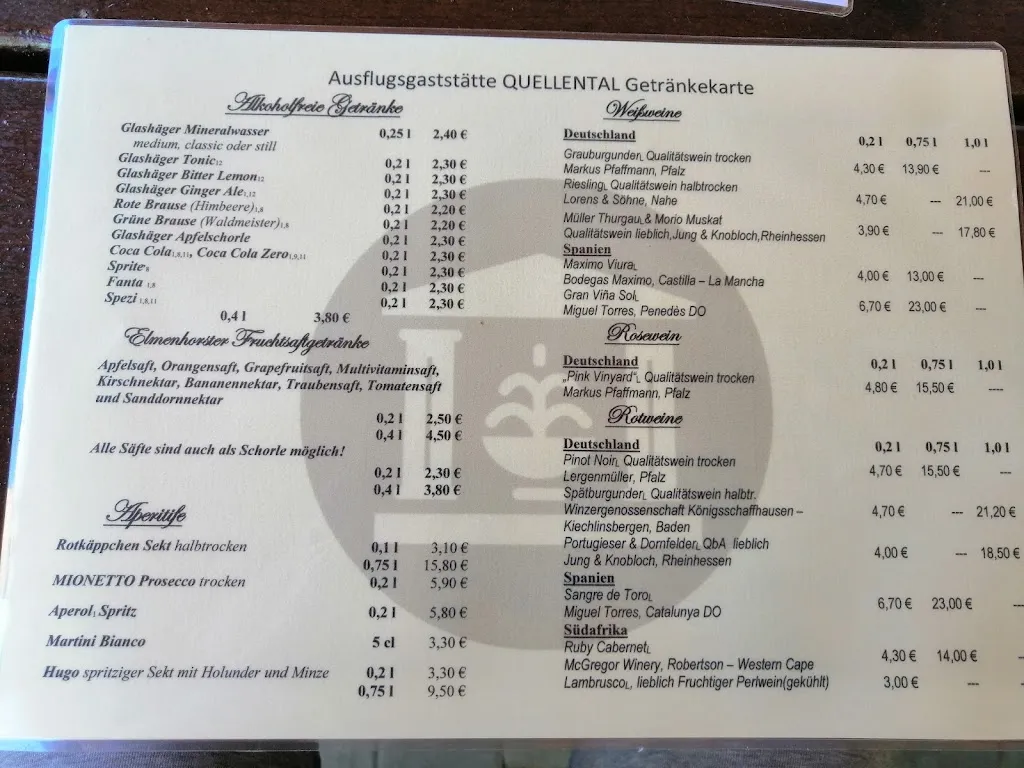 Ausflugsgaststätte QUELLENTAL Getränkekarte
Alkoholfreie Getränke
Glashäger Mineralwasser 0,25 l 2,40 €
medium, classic oder still
Glashäger Tonic12 0,2 l 2,30 €
Glashäger Bitter Lemon12 0,2 l 2,30 €
Glashäger Ginger Ale1,12 0,2 l 2,30 €
Rote Brause (Himbeere)1,8 0,2 l 2,20 €
Grüne Brause (Waldmeister)1,8 0,2 l 2,20 €
Glashäger Apfelschorle 0,2 l 2,30 €
Coca Cola1,8,11, Coca Cola Zero1,9,11 0,2 l 2,30 €
Sprite8 0,2 l 2,30 €
Fanta 1,8 0,2 l 2,30 €
Spezi 1,8,11 0,2 l 2,30 €
0,4 l 3,80 €
Elmenhorster Fruchtsaftgetränke
Apfelsaft, Orangensaft, Grapefruitsaft, Multivitaminsaft,
Kirschnektar, Bananennektar, Traubensaft, Tomatensaft
und Sanddornnektar
0,2 l 2,50 €
0,4 l 4,50 €
Alle Säfte sind auch als Schorle möglich!
0,2 l 2,30 €
0,4 l 3,80 €
Aperitife
Rotkäppchen Sekt halbtrocken 0,1 l 3,10 €
0,75 l 15,80 €
MIONETTO Prosecco trocken 0,2 l 5,90 €
Aperol1 Spritz 0,2 l 5,80 €
Martini Bianco 5 cl 3,30 €
Hugo spritziger Sekt mit Holunder und Minze 0,2 l 3,30 €
0,75 l 9,50 €
Weißweine
Deutschland 0,2 l 0,75 l 1,0 l
GrauburgunderL Qualitätswein trocken
Markus Pfaffmann, Pfalz 4,30 € 13,90 € ---
RieslingL Qualitätswein halbtrocken
Lorens & Söhne, Nahe 4,70 € --- 21,00 €
Müller ThurgauL & Morio Muskat
Qualitätswein lieblich,Jung & Knobloch,Rheinhessen 3,90 € --- 17,80 €
Spanien
Maximo ViuraL
Bodegas Maximo, Castilla – La Mancha 4,00 € 13,00 € ---
Gran Viña SolL
Miguel Torres, Penedès DO 6,70 € 23,00 € ---
Rosewein
Deutschland 0,2 l 0,75 l 1,0 l
„Pink Vinyard“L Qualitätswein trocken
Markus Pfaffmann, Pfalz 4,80 € 15,50 € ----
Rotweine
Deutschland 0,2 l 0,75 l 1,0 l
Pinot NoirL Qualitätswein trocken
Lergenmüller, Pfalz 4,70 € 15,50 € ---
SpätburgunderL Qualitätswein halbtr.
Winzergenossenschaft Königsschaffhausen – 4,70 € --- 21,20 €
Kiechlinsbergen, Baden
Portugieser & DornfelderL QbA lieblich
Jung & Knobloch, Rheinhessen 4,00 € --- 18,50 €
Spanien
Sangre de ToroL
Miguel Torres, Catalunya DO 6,70 € 23,00 € ---
Südafrika
Ruby CabernetL
McGregor Winery, Robertson – Western Cape 4,30 € 14,00 € --
LambruscoL, lieblich Fruchtiger Perlwein(gekühlt) 3,00 € --- --